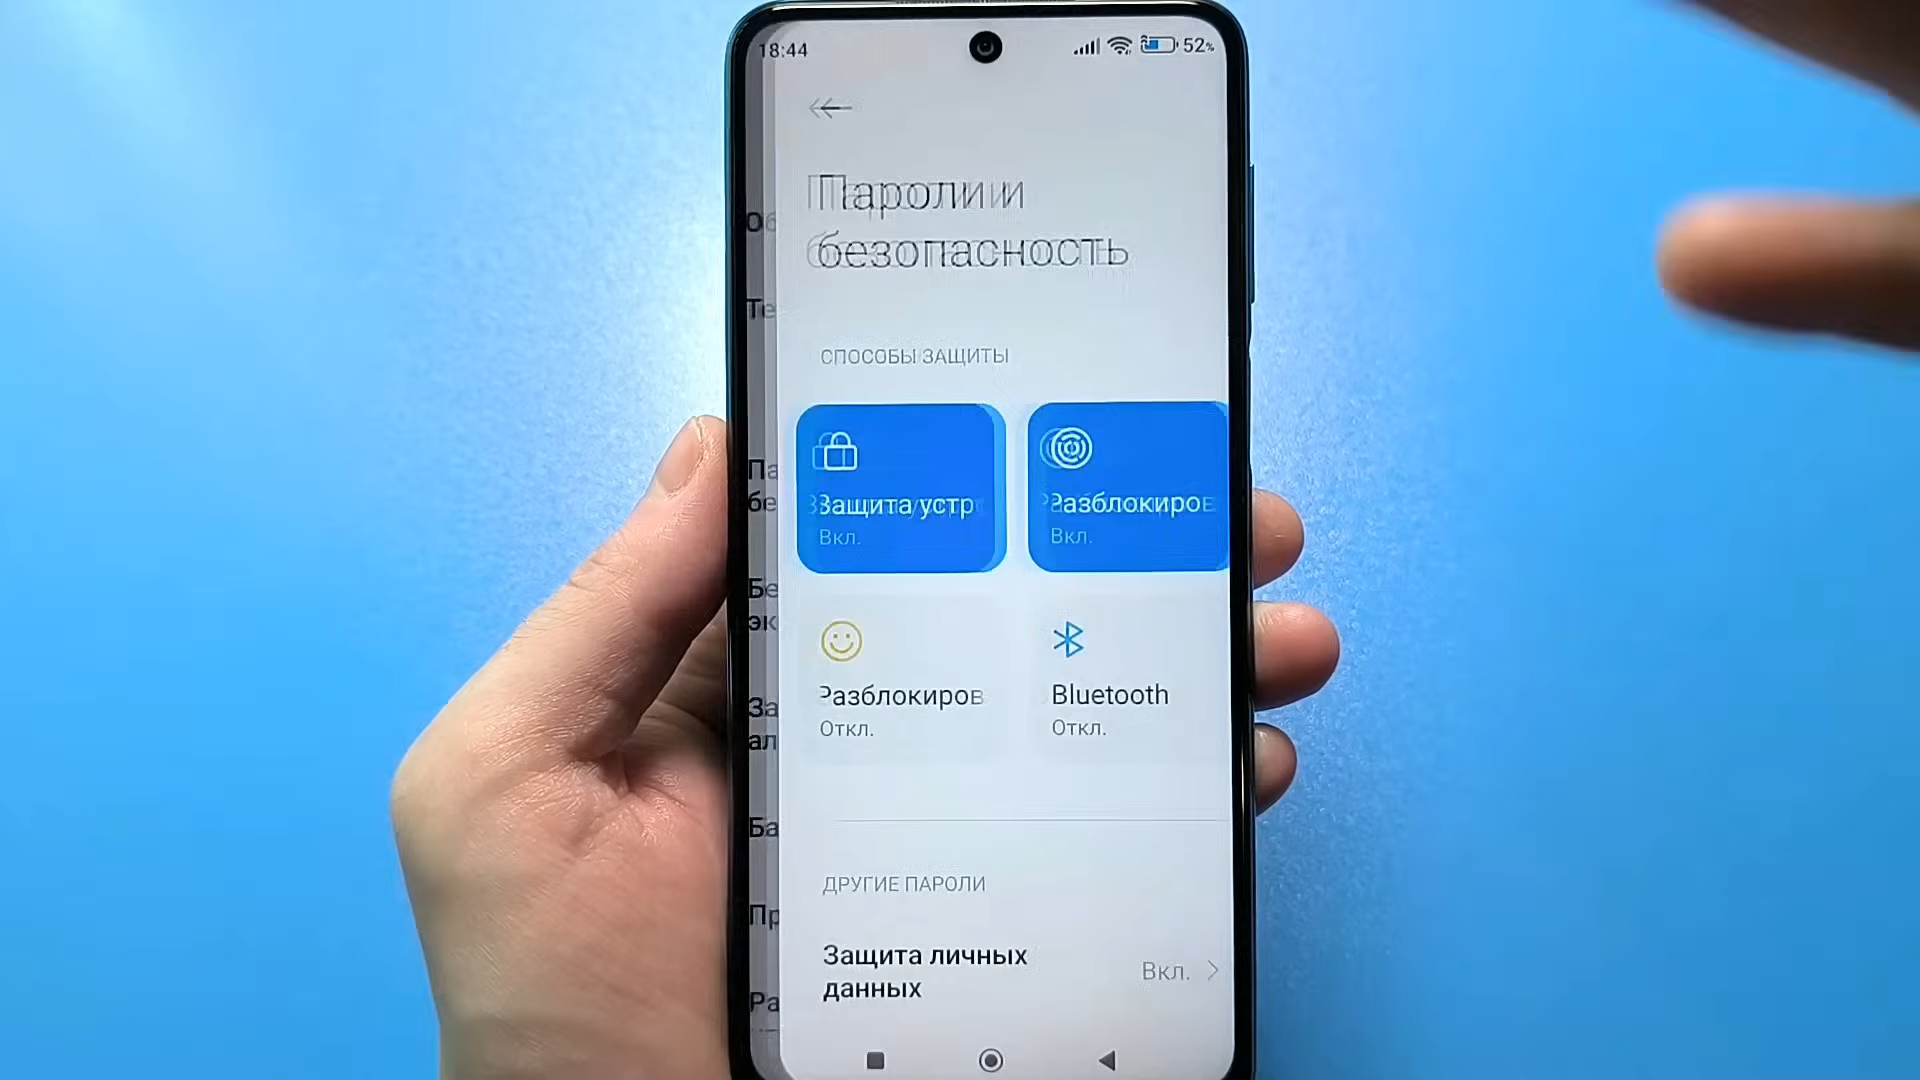 18:44
52%
Пароли и
безопасность
СПОСОБЫ ЗАЩИТЫ
Защита устр
Вкл.
Разблокиров
Вкл.
Разблокиров
Откл.
Bluetooth
Откл.
ДРУГИЕ ПАРОЛИ
Защита личных
данных
Вкл.